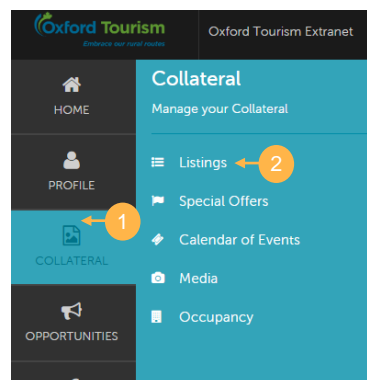 Oxford Tourism
Embrace our rural routes
Oxford Tourism Extranet
HOME
PROFILE
1
COLLATERAL
OPPORTUNITIES
Collateral
Manage your Collateral
Listings
2
Special Offers
Calendar of Events
Media
Occupancy